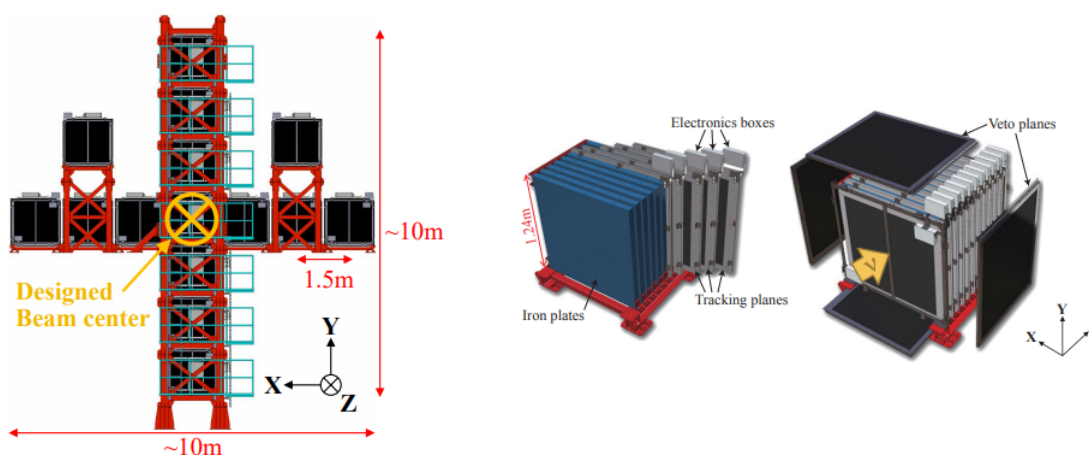 ~10m
1.5m
Designed
Beam center
Y
X
Z
~10m
Electronics boxes
1.24m
Iron plates
Tracking planes
Veto planes
Y
X